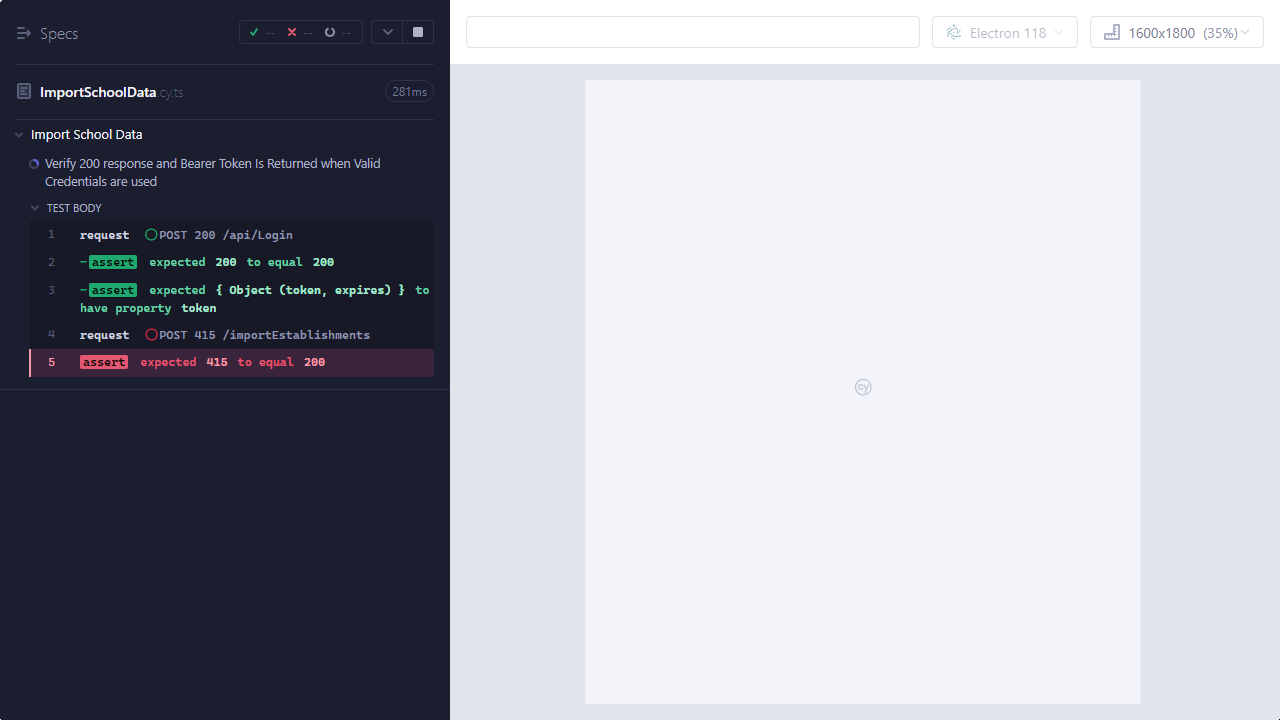 Specs
-- -- --
ImportSchoolData.cy.ts 281ms
Import School Data
Verify 200 response and Bearer Token Is Returned when Valid
Credentials are used
TEST BODY
1 request POST 200 /api/Login
2 -assert expected 200 to equal 200
3 -assert expected { Object (token, expires) } to
have property token
4 request POST 415 /importEstablishments
5 assert expected 415 to equal 200
Electron 118
1600x1800 (35%)
cy